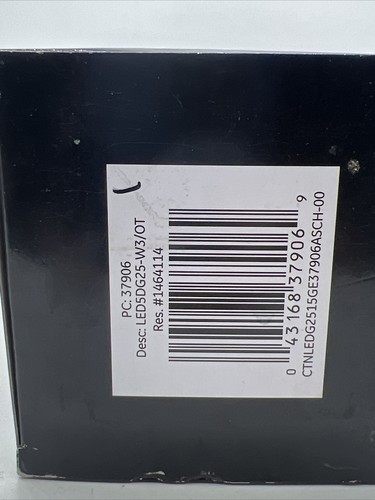 PC: 37906
Desc: LED5DG25-W3/OT
Res. #1464114
0 43168 37906 9
CTNLEDG2515GE37906ASCH-00